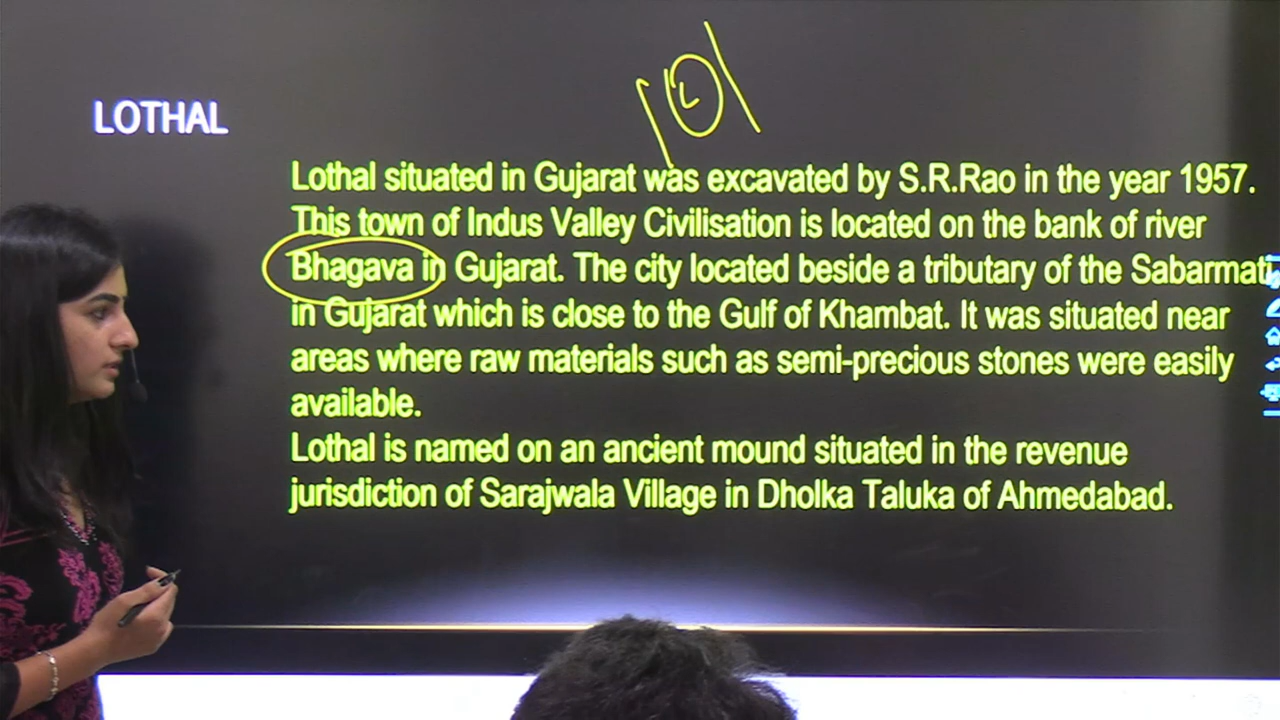 LOTHAL
Lothal situated in Gujarat was excavated by S.R.Rao in the year 1957.
This town of Indus Valley Civilisation is located on the bank of river
Bhagava in Gujarat. The city located beside a tributary of the Sabarmati
in Gujarat which is close to the Gulf of Khambat. It was situated near
areas where raw materials such as semi-precious stones were easily
available.
Lothal is named on an ancient mound situated in the revenue
jurisdiction of Sarajwala Village in Dholka Taluka of Ahmedabad.